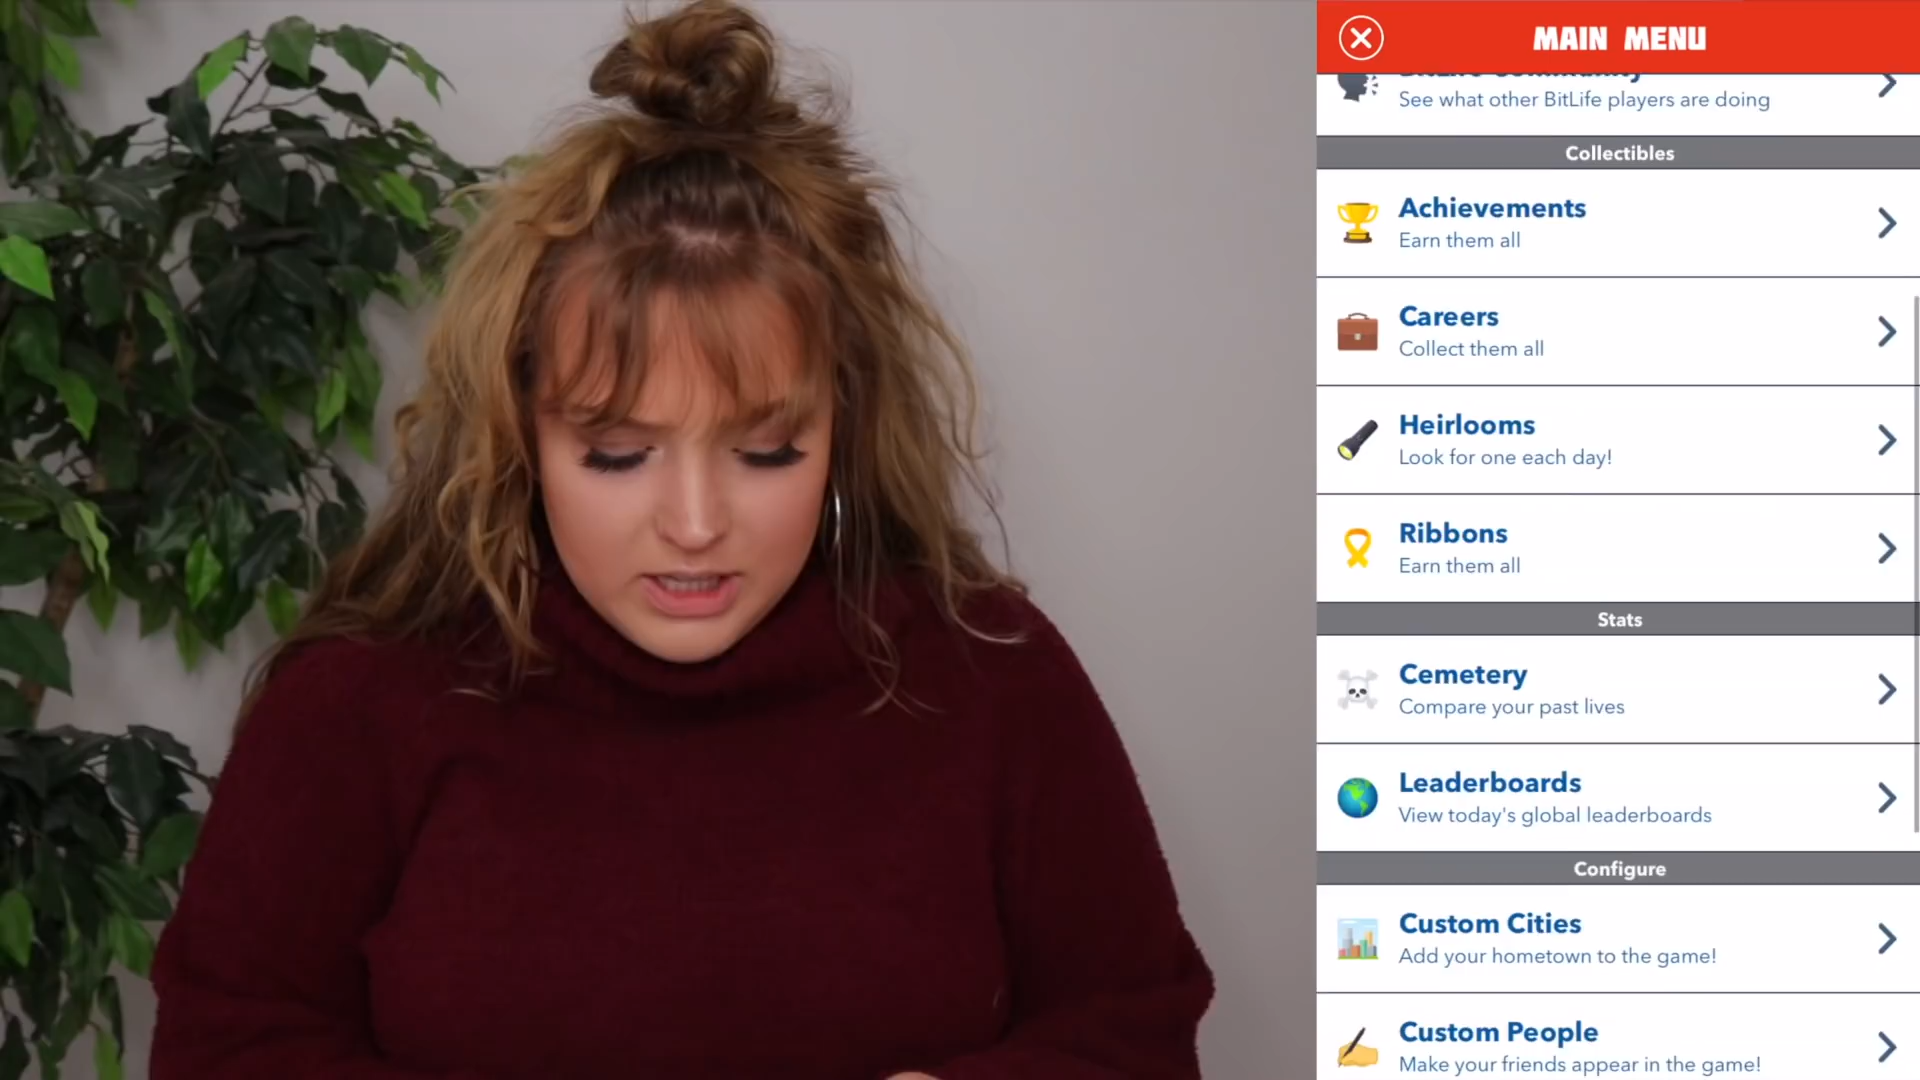 MAIN MENU
BitLife Community
See what other BitLife players are doing
Collectibles
Achievements
Earn them all
Careers
Collect them all
Heirlooms
Look for one each day!
Ribbons
Earn them all
Stats
Cemetery
Compare your past lives
Leaderboards
View today's global leaderboards
Configure
Custom Cities
Add your hometown to the game!
Custom People
Make your friends appear in the game!